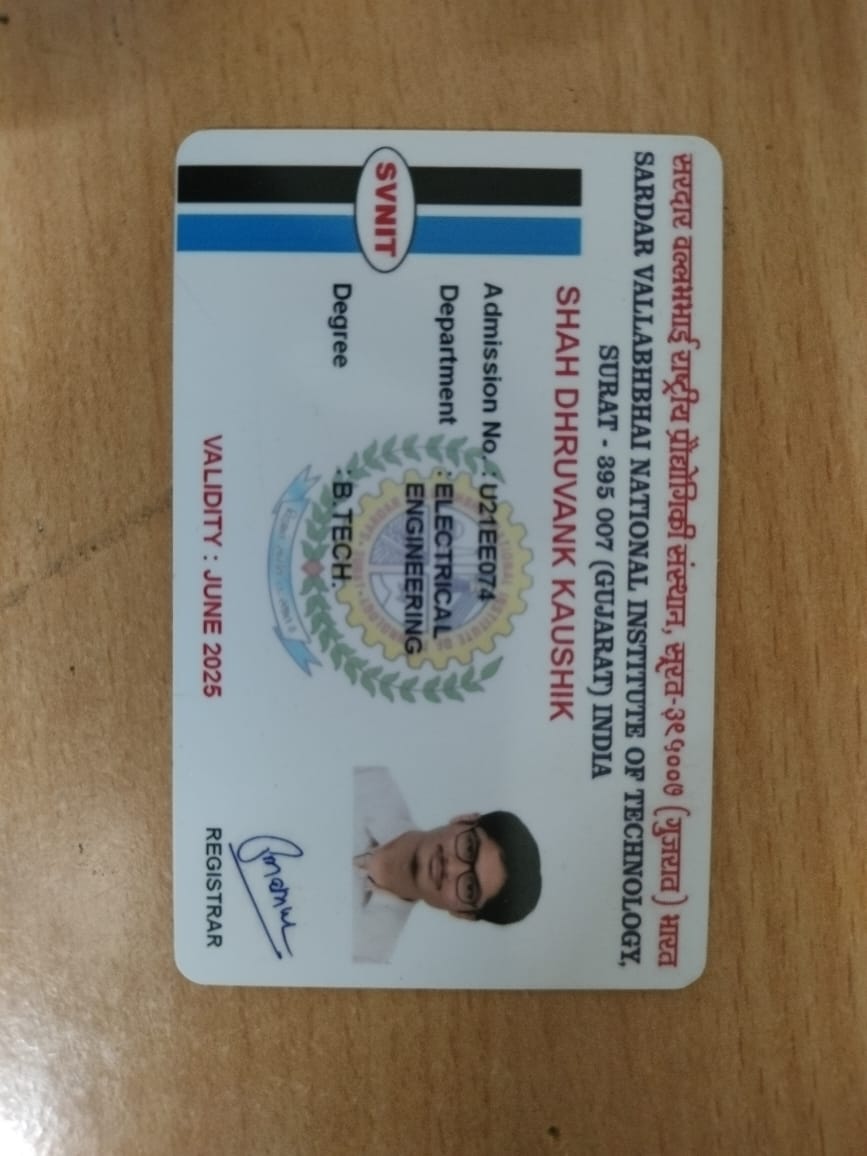 सरदार वल्लभभाई राष्ट्रीय प्रौद्योगिकी संस्थान, सूरत-३९५००७ (गुजरात) भारत
SARDAR VALLABHBHAI NATIONAL INSTITUTE OF TECHNOLOGY,
SURAT - 395 007 (GUJARAT) INDIA
SVNIT
SHAH DHRUVANK KAUSHIK
Admission No. : U21EE074
Department : ELECTRICAL
ENGINEERING
Degree : B.TECH.
VALIDITY : JUNE 2025
REGISTRAR